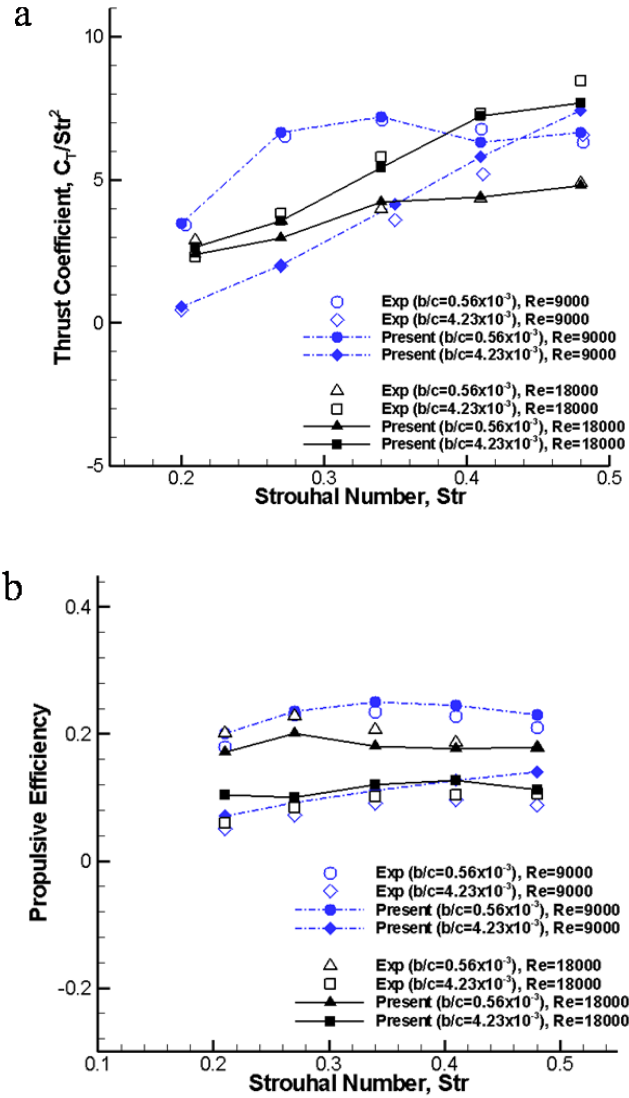 a
10
5
0
-5
Thrust Coefficient, C_T/Str²
Exp (b/c=0.56x10⁻³), Re=9000
Exp (b/c=4.23x10⁻³), Re=9000
Present (b/c=0.56x10⁻³), Re=9000
Present (b/c=4.23x10⁻³), Re=9000
Exp (b/c=0.56x10⁻³), Re=18000
Exp (b/c=4.23x10⁻³), Re=18000
Present (b/c=0.56x10⁻³), Re=18000
Present (b/c=4.23x10⁻³), Re=18000
0.2 0.3 0.4 0.5
Strouhal Number, Str
b
0.4
0.2
0
-0.2
Propulsive Efficiency
Exp (b/c=0.56x10⁻³), Re=9000
Exp (b/c=4.23x10⁻³), Re=9000
Present (b/c=0.56x10⁻³), Re=9000
Present (b/c=4.23x10⁻³), Re=9000
Exp (b/c=0.56x10⁻³), Re=18000
Exp (b/c=4.23x10⁻³), Re=18000
Present (b/c=0.56x10⁻³), Re=18000
Present (b/c=4.23x10⁻³), Re=18000
0.1 0.2 0.3 0.4 0.5
Strouhal Number, Str